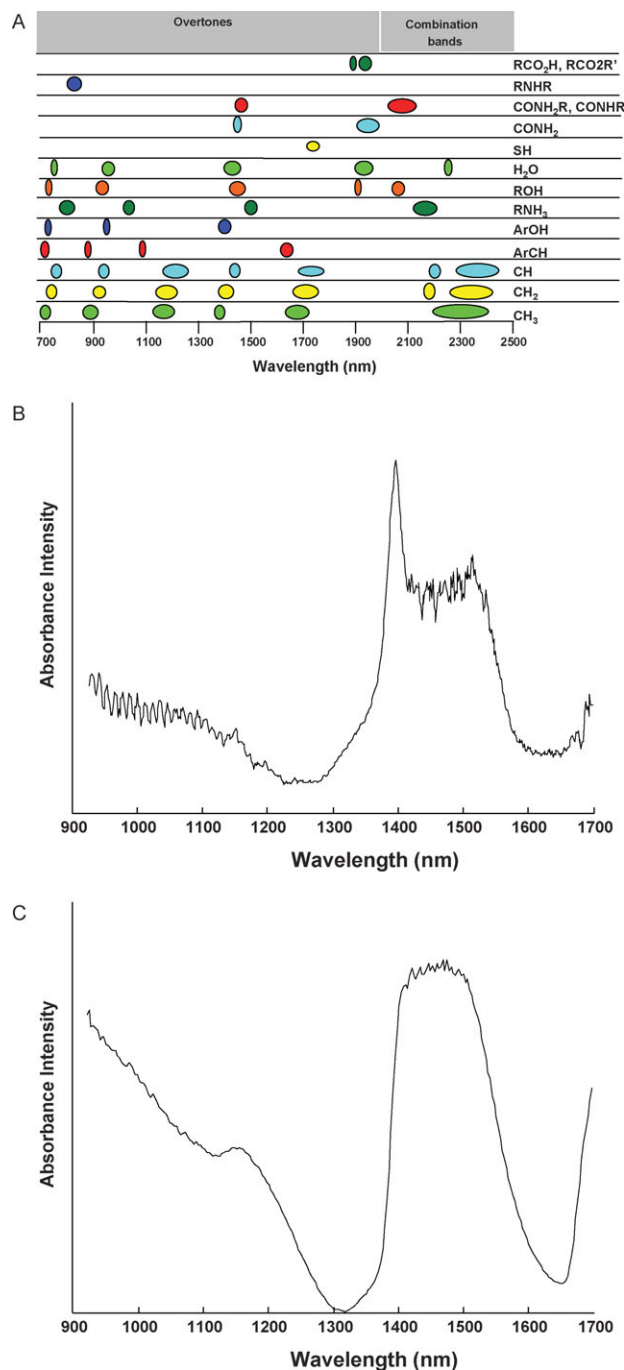 A
Overtones
Combination
bands
RCO2H, RCO2R’
RNHR
CONH2R, CONHR
CONH2
SH
H2O
ROH
RNH3
ArOH
ArCH
CH
CH2
CH3
700 900 1100 1300 1500 1700 2100 2300 2500
Wavelength (nm)
B
Absorbance Intensity
900 1000 1100 1200 1300 1400 1500 1600 1700
Wavelength (nm)
C
Absorbance Intensity
900 1000 1100 1200 1300 1400 1500 1600 1700
Wavelength (nm)